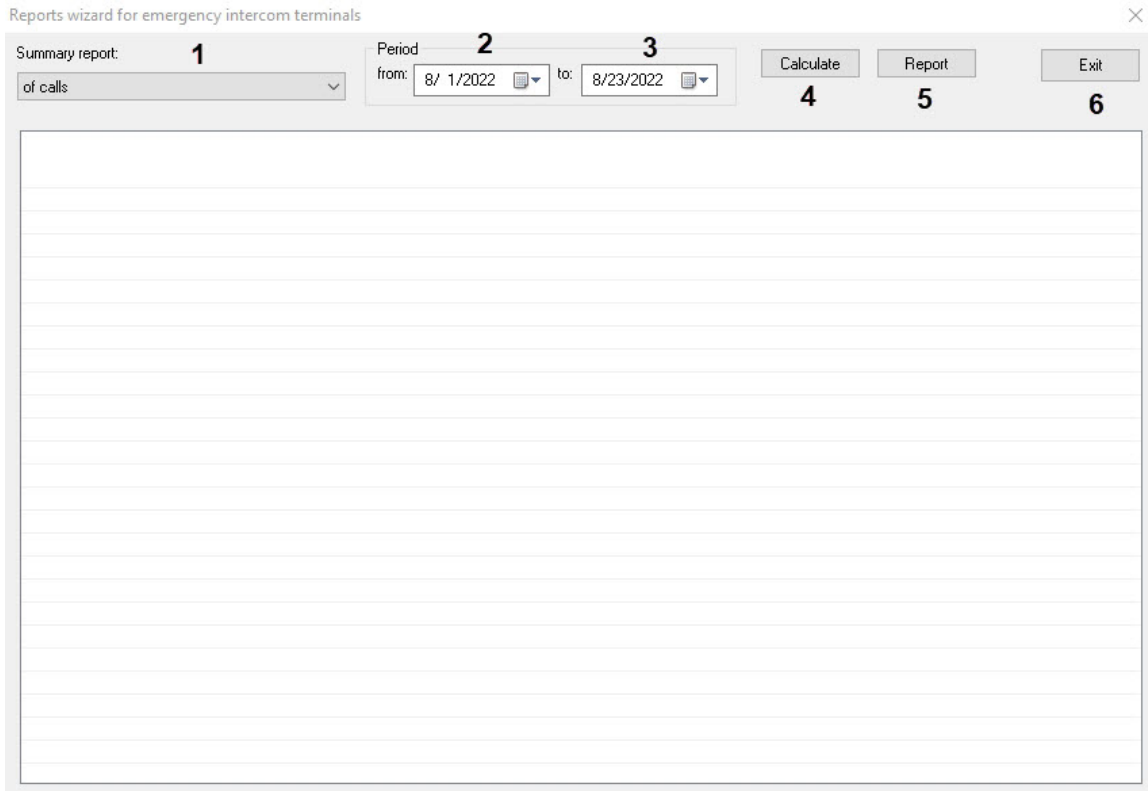 Reports wizard for emergency intercom terminals
Summary report: 1
of calls
Period 2 3
from: 8/ 1/2022 to: 8/23/2022
Calculate Report Exit
4 5 6